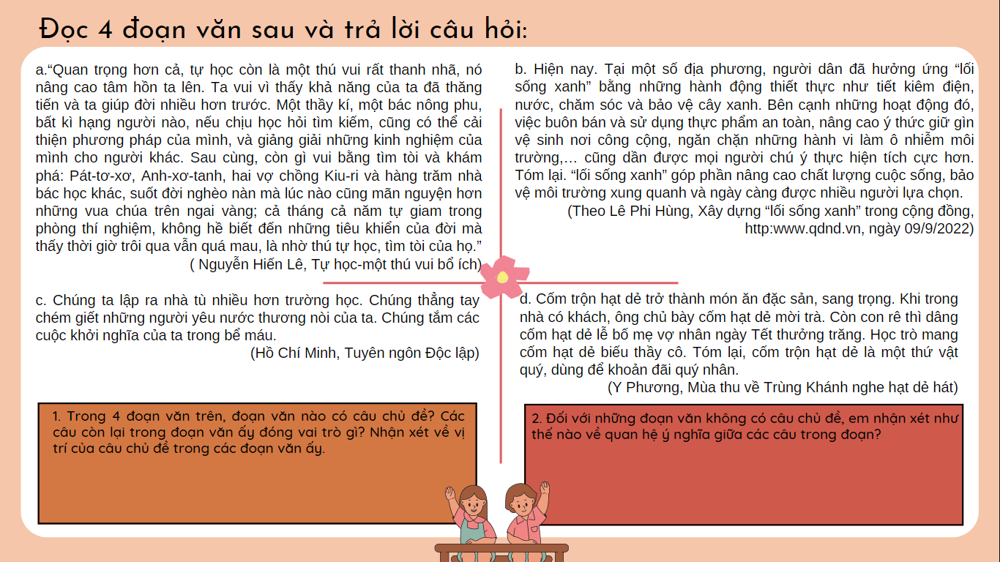 Đọc 4 đoạn văn sau và trả lời câu hỏi:
a.“Quan trọng hơn cả, tự học còn là một thú vui rất thanh nhã, nó
nâng cao tâm hồn ta lên. Ta vui vì thấy khả năng của ta đã thăng
tiến và ta giúp đời nhiều hơn trước. Một thầy kí, một bác nông phu,
bất kì hạng người nào, nếu chịu học hỏi tìm kiếm, cũng có thể cải
thiện phương pháp của mình, và giảng giải những kinh nghiệm của
mình cho người khác. Sau cùng, còn gì vui bằng tìm tòi và khám
phá: Pát-tơ-xơ, Anh-xơ-tanh, hai vợ chồng Kiu-ri và hàng trăm nhà
bác học khác, suốt đời nghèo nàn mà lúc nào cũng mãn nguyện hơn
những vua chúa trên ngai vàng; cả tháng cả năm tự giam trong
phòng thí nghiệm, không hề biết đến những tiêu khiển của đời mà
thấy thời giờ trôi qua vẫn quá mau, là nhờ thú tự học, tìm tòi của họ.”
( Nguyễn Hiến Lê, Tự học-một thú vui bổ ích)
b. Hiện nay. Tại một số địa phương, người dân đã hưởng ứng “lối
sống xanh” bằng những hành động thiết thực như tiết kiêm điện,
nước, chăm sóc và bảo vệ cây xanh. Bên cạnh những hoạt động đó,
việc buôn bán và sử dụng thực phẩm an toàn, nâng cao ý thức giữ gìn
vệ sinh nơi công cộng, ngăn chặn những hành vi làm ô nhiễm môi
trường,... cũng dần được mọi người chú ý thực hiện tích cực hơn.
Tóm lại. “lối sống xanh” góp phần nâng cao chất lượng cuộc sống, bảo
vệ môi trường xung quanh và ngày càng được nhiều người lựa chọn.
(Theo Lê Phi Hùng, Xây dựng “lối sống xanh” trong cộng đồng,
http:www.qdnd.vn, ngày 09/9/2022)
c. Chúng ta lập ra nhà tù nhiều hơn trường học. Chúng thẳng tay
chém giết những người yêu nước thương nòi của ta. Chúng tắm các
cuộc khởi nghĩa của ta trong bể máu.
(Hồ Chí Minh, Tuyên ngôn Độc lập)
d. Cốm trộn hạt dẻ trở thành món ăn đặc sản, sang trọng. Khi trong
nhà có khách, ông chủ bày cốm hạt dẻ mời trà. Còn con rê thì dâng
cốm hạt dẻ lễ bố mẹ vợ nhân ngày Tết thưởng trăng. Học trò mang
cốm hạt dẻ biếu thầy cô. Tóm lại, cốm trộn hạt dẻ là một thứ vật
quý, dùng để khoản đãi quý nhân.
(Y Phương, Mùa thu về Trùng Khánh nghe hạt dẻ hát)
1. Trong 4 đoạn văn trên, đoạn văn nào có câu chủ đề? Các
câu còn lại trong đoạn văn ấy đóng vai trò gì? Nhận xét về vị
trí của câu chủ đề trong các đoạn văn ấy.
2. Đối với những đoạn văn không có câu chủ đề, em nhận xét như
thế nào về quan hệ ý nghĩa giữa các câu trong đoạn?